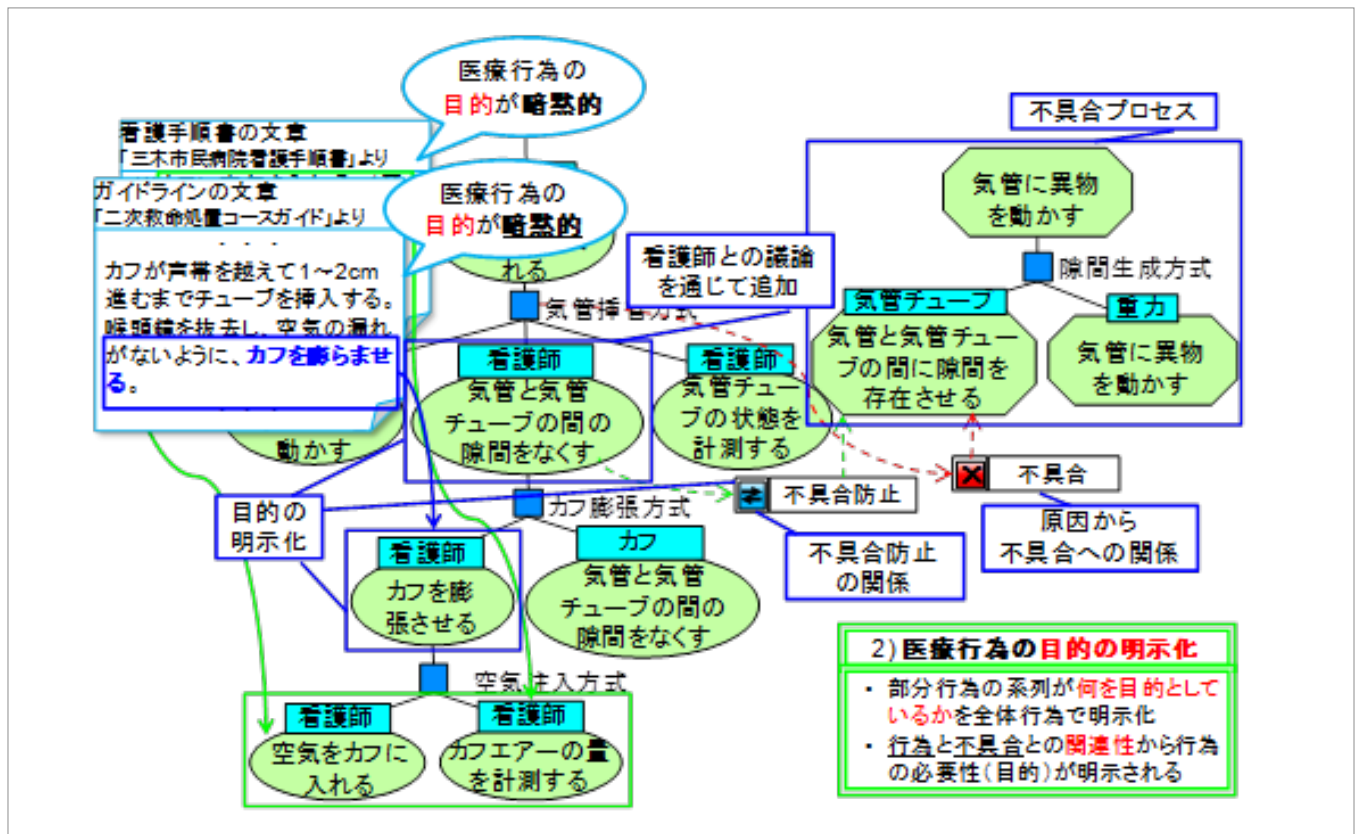 医療行為の
目的が暗黙的
看護手順書の文章
「三木市民病院看護手順書」より
ガイドラインの文章
「二次救命処置コースガイド」より
・・・
カフが声帯を越えて1～2cm
進むまでチューブを挿入する。
喉頭鏡を抜去し、空気の漏れ
がないように、カフを膨らませ
る。
医療行為の
目的が暗黙的
れる
気管挿管方式
動かす
看護師との議論
を通じて追加
看護師
気管と気管
チューブの間の
隙間をなくす
看護師
気管チュー
ブの状態を
計測する
不具合プロセス
気管に異物
を動かす
隙間生成方式
気管チューブ
気管と気管チュー
ブの間に隙間を
存在させる
重力
気管に異物
を動かす
不具合防止
不具合
目的の
明示化
カフ膨張方式
看護師
カフを膨
張させる
カフ
気管と気管
チューブの間の
隙間をなくす
不具合防止
の関係
原因から
不具合への関係
空気注入方式
看護師
空気をカフに
入れる
看護師
カフエアーの量
を計測する
2)医療行為の目的の明示化
・ 部分行為の系列が何を目的として
いるかを全体行為で明示化
・ 行為と不具合との関連性から行為
の必要性(目的)が明示される